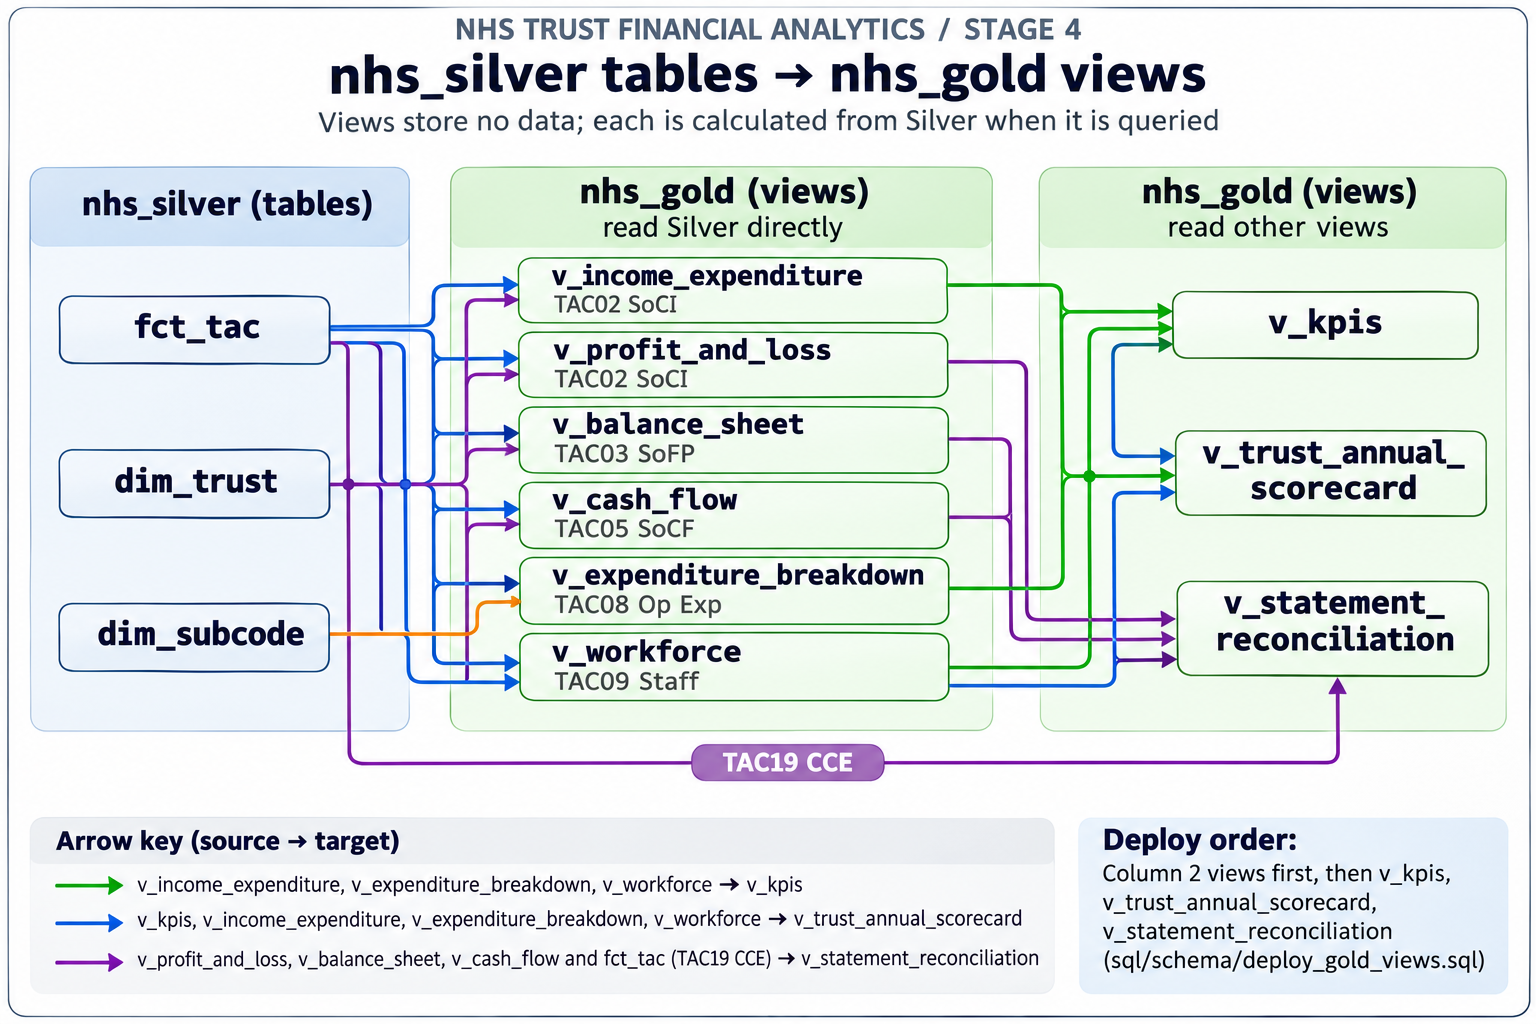 NHS TRUST FINANCIAL ANALYTICS / STAGE 4
nhs_silver tables → nhs_gold views
Views store no data; each is calculated from Silver when it is queried
nhs_silver (tables)
fct_tac
dim_trust
dim_subcode
nhs_gold (views)
read Silver directly
v_income_expenditure
TAC02 SoCI
v_profit_and_loss
TAC02 SoCI
v_balance_sheet
TAC03 SoFP
v_cash_flow
TAC05 SoCF
v_expenditure_breakdown
TAC08 Op Exp
v_workforce
TAC09 Staff
nhs_gold (views)
read other views
v_kpis
v_trust_annual_
scorecard
v_statement_
reconciliation
TAC19 CCE
Arrow key (source → target)
v_income_expenditure, v_expenditure_breakdown, v_workforce → v_kpis
v_kpis, v_income_expenditure, v_expenditure_breakdown, v_workforce → v_trust_annual_scorecard
v_profit_and_loss, v_balance_sheet, v_cash_flow and fct_tac (TAC19 CCE) → v_statement_reconciliation
Deploy order:
Column 2 views first, then v_kpis,
v_trust_annual_scorecard,
v_statement_reconciliation
(sql/schema/deploy_gold_views.sql)